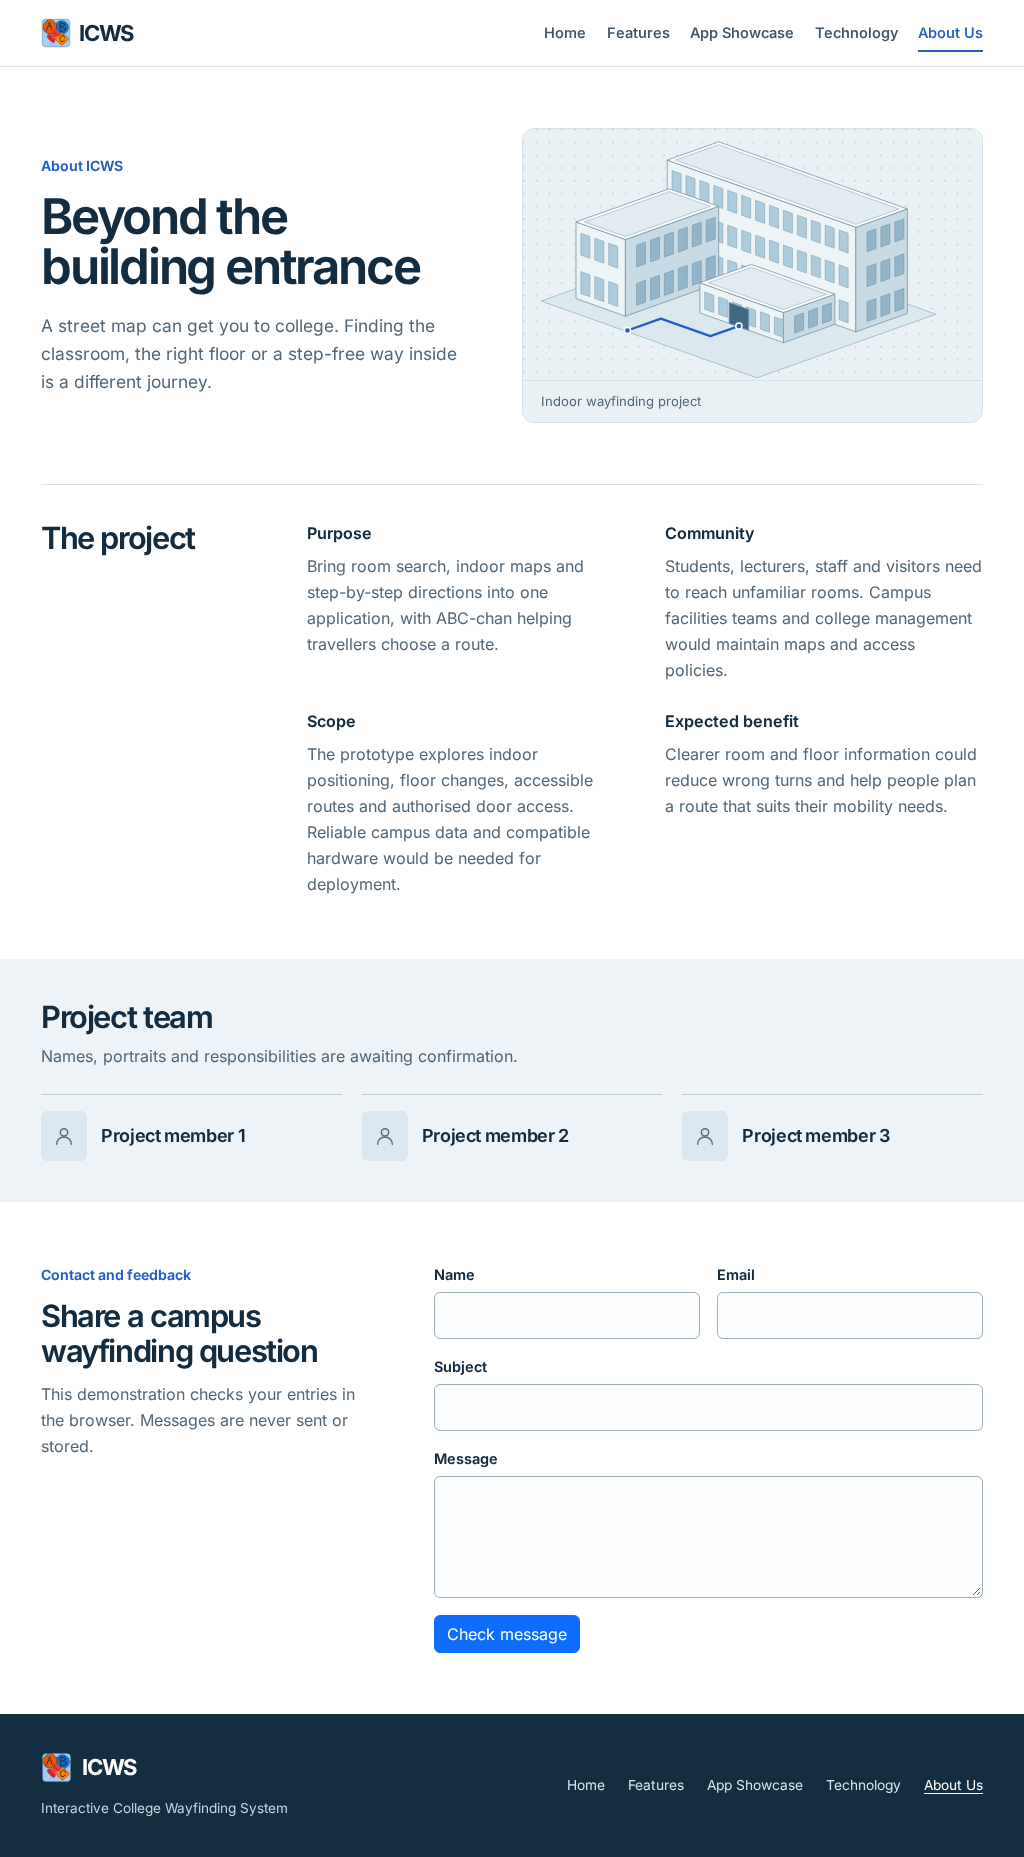 ICWS
Home Features App Showcase Technology About Us
About ICWS
Beyond the
building entrance
A street map can get you to college. Finding the
classroom, the right floor or a step-free way inside
is a different journey.
Indoor wayfinding project
The project
Purpose
Bring room search, indoor maps and
step-by-step directions into one
application, with ABC-chan helping
travellers choose a route.
Community
Students, lecturers, staff and visitors need
to reach unfamiliar rooms. Campus
facilities teams and college management
would maintain maps and access
policies.
Scope
The prototype explores indoor
positioning, floor changes, accessible
routes and authorised door access.
Reliable campus data and compatible
hardware would be needed for
deployment.
Expected benefit
Clearer room and floor information could
reduce wrong turns and help people plan
a route that suits their mobility needs.
Project team
Names, portraits and responsibilities are awaiting confirmation.
Project member 1
Project member 2
Project member 3
Contact and feedback
Share a campus
wayfinding question
This demonstration checks your entries in
the browser. Messages are never sent or
stored.
Name
Email
Subject
Message
Check message
ICWS
Interactive College Wayfinding System
Home Features App Showcase Technology About Us